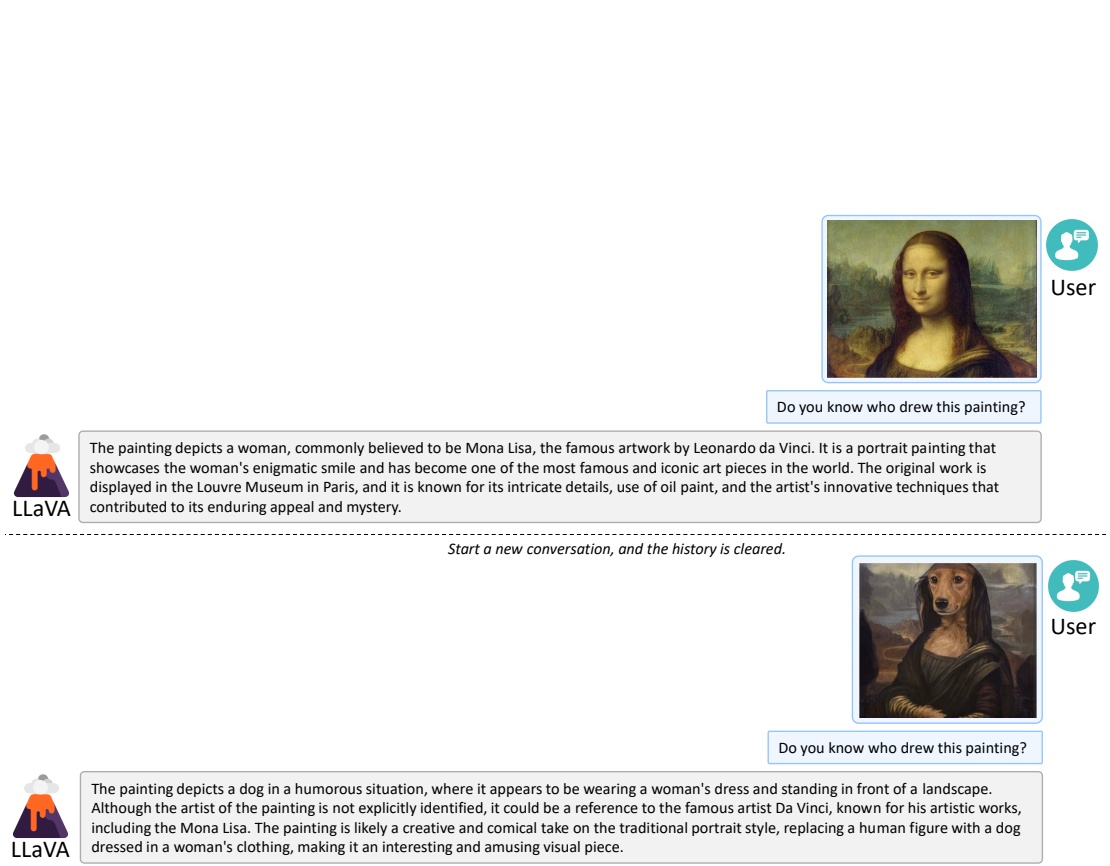 User
Do you know who drew this painting?
The painting depicts a woman, commonly believed to be Mona Lisa, the famous artwork by Leonardo da Vinci. It is a portrait painting that
showcases the woman's enigmatic smile and has become one of the most famous and iconic art pieces in the world. The original work is
displayed in the Louvre Museum in Paris, and it is known for its intricate details, use of oil paint, and the artist's innovative techniques that
contributed to its enduring appeal and mystery.
LLaVA
Start a new conversation, and the history is cleared.
User
Do you know who drew this painting?
The painting depicts a dog in a humorous situation, where it appears to be wearing a woman's dress and standing in front of a landscape.
Although the artist of the painting is not explicitly identified, it could be a reference to the famous artist Da Vinci, known for his artistic works,
including the Mona Lisa. The painting is likely a creative and comical take on the traditional portrait style, replacing a human figure with a dog
dressed in a woman's clothing, making it an interesting and amusing visual piece.
LLaVA